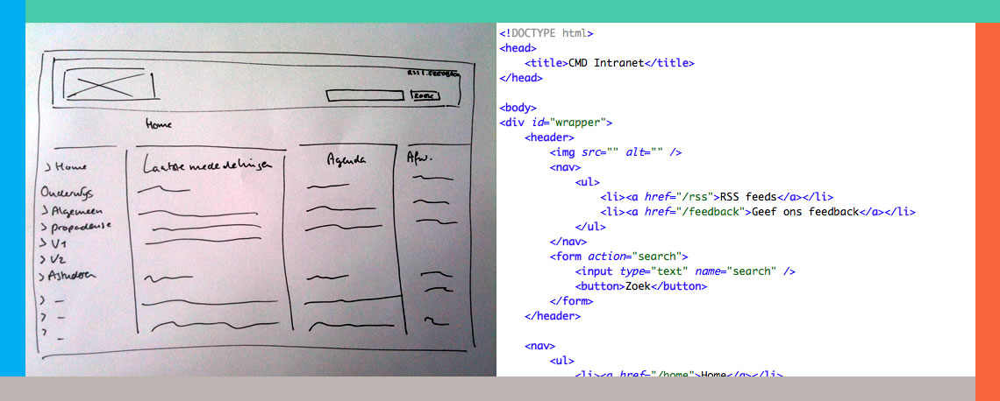 RSS | FEEDBACK
ZOEK
Home
> Home
Onderwijs
> Algemeen
> propadeuse
> V1
> V2
> Afstuderen
> –
> –
> –
Laatste mededelingen
Agenda
Afw.
<!DOCTYPE html>
<head>
    <title>CMD Intranet</title>
</head>
<body>
<div id="wrapper">
    <header>
        <img src="" alt="" />
        <nav>
            <ul>
                <li><a href="/rss">RSS feeds</a></li>
                <li><a href="/feedback">Geef ons feedback</a></li>
            </ul>
        </nav>
        <form action="search">
            <input type="text" name="search" />
            <button>Zoek</button>
        </form>
    </header>
    <nav>
        <ul>
            <li><a href="/home">Home</a></li>